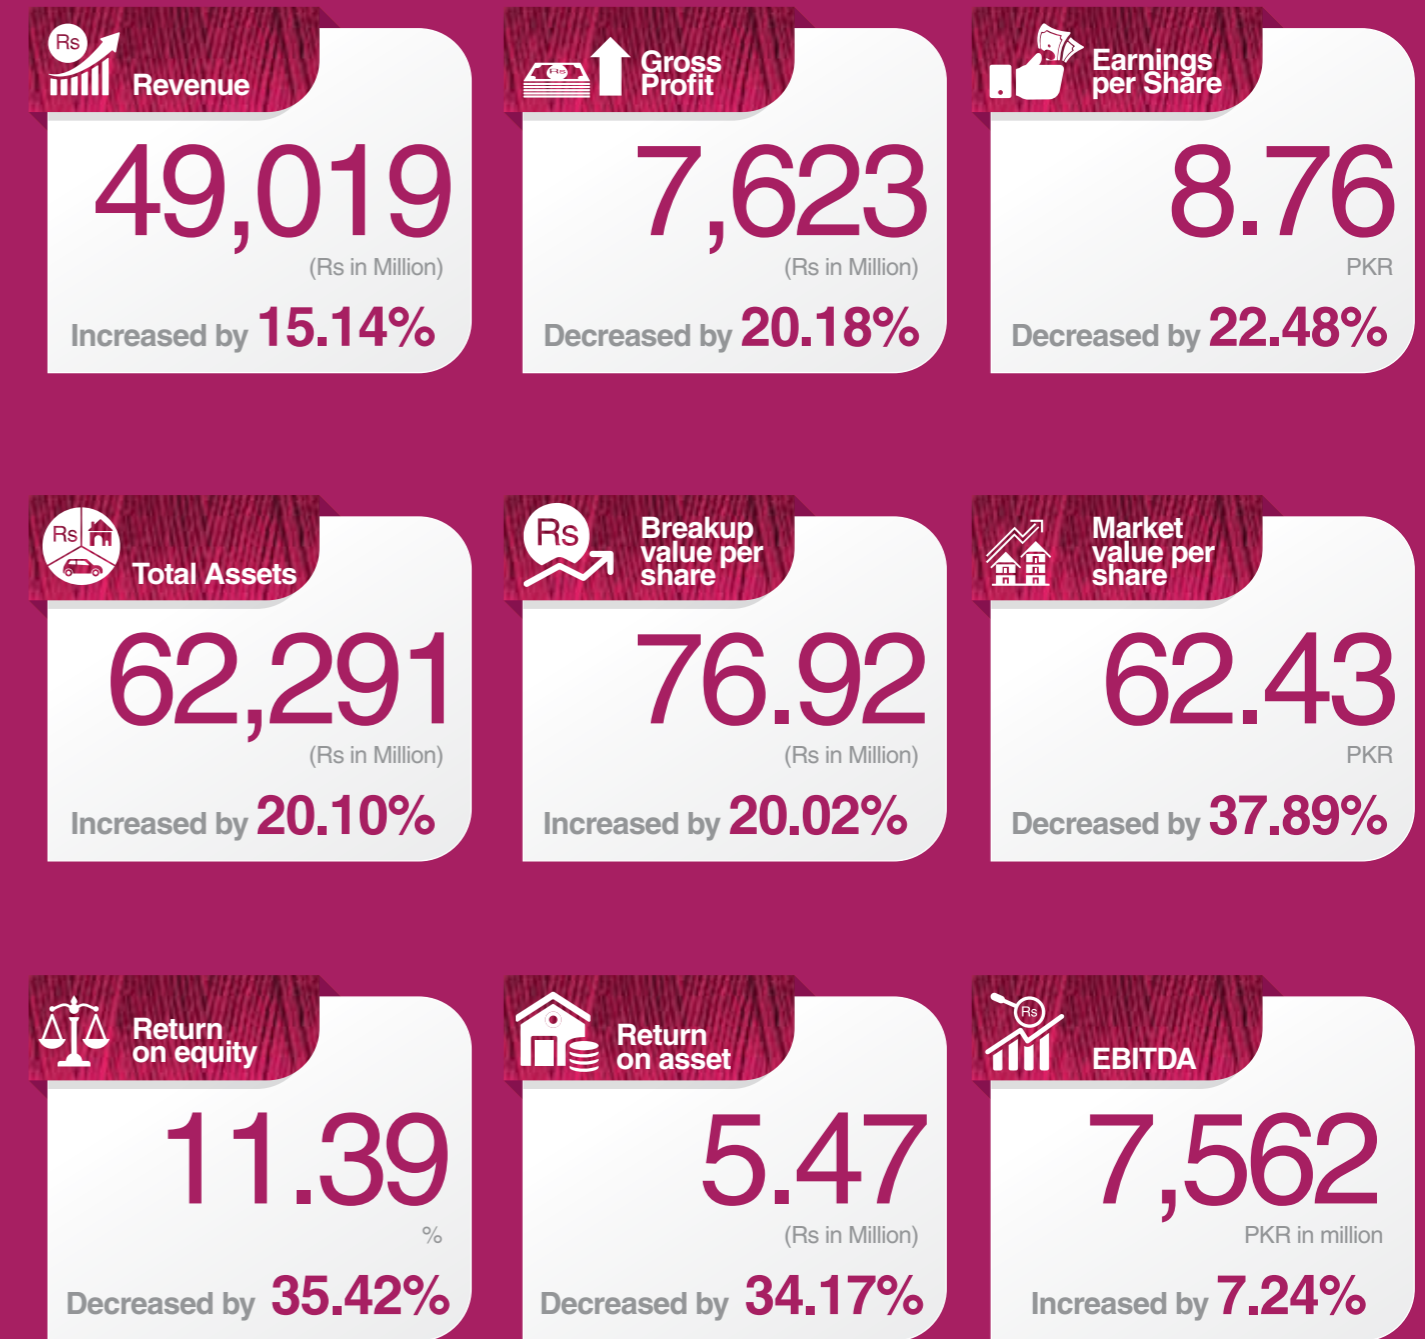 Rs
Revenue
49,019
(Rs in Million)
Increased by 15.14%
Rs
Gross
Profit
7,623
(Rs in Million)
Decreased by 20.18%
Earnings
per Share
8.76
PKR
Decreased by 22.48%
Rs
Total Assets
62,291
(Rs in Million)
Increased by 20.10%
Rs
Breakup
value per
share
76.92
(Rs in Million)
Increased by 20.02%
Market
value per
share
62.43
PKR
Decreased by 37.89%
Return
on equity
11.39
%
Decreased by 35.42%
Return
on asset
5.47
(Rs in Million)
Decreased by 34.17%
Rs
EBITDA
7,562
PKR in million
Increased by 7.24%